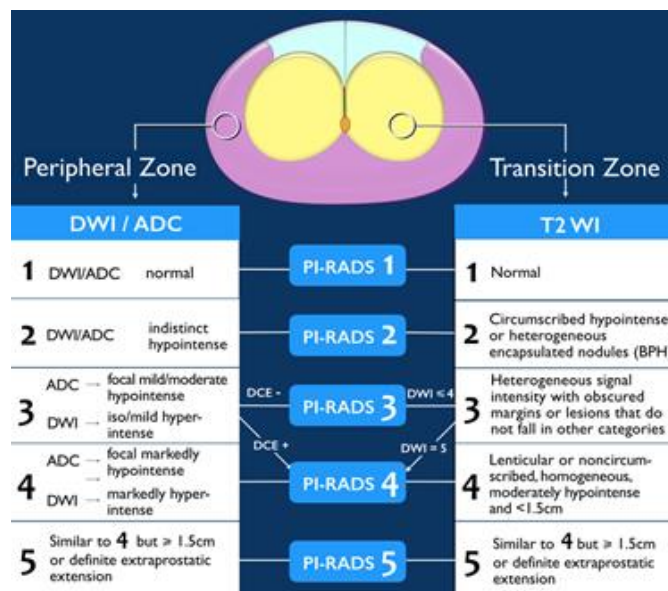 Peripheral Zone
Transition Zone
DWI / ADC
1 DWI/ADC normal
2 DWI/ADC indistinct
hypointense
3 ADC → focal mild/moderate
hypointense
DWI → iso/mild hyper-
intense
4 ADC → focal markedly
hypointense →
DWI → markedly hyper-
intense
5 Similar to 4 but ≥ 1.5cm
or definite extraprostatic
extension
PI-RADS 1
PI-RADS 2
DCE - PI-RADS 3 DWI ≤ 4
DCE + DWI = 5
PI-RADS 4
PI-RADS 5
T2 WI
1 Normal
2 Circumscribed hypointense
or heterogeneous
encapsulated nodules (BPH
3 Heterogeneous signal
intensity with obscured
margins or lesions that do
not fall in other categories
4 Lenticular or noncircum-
scribed, homogeneous,
moderately hypointense
and <1.5cm
5 Similar to 4 but ≥ 1.5cm
or definite extraprostatic
extension